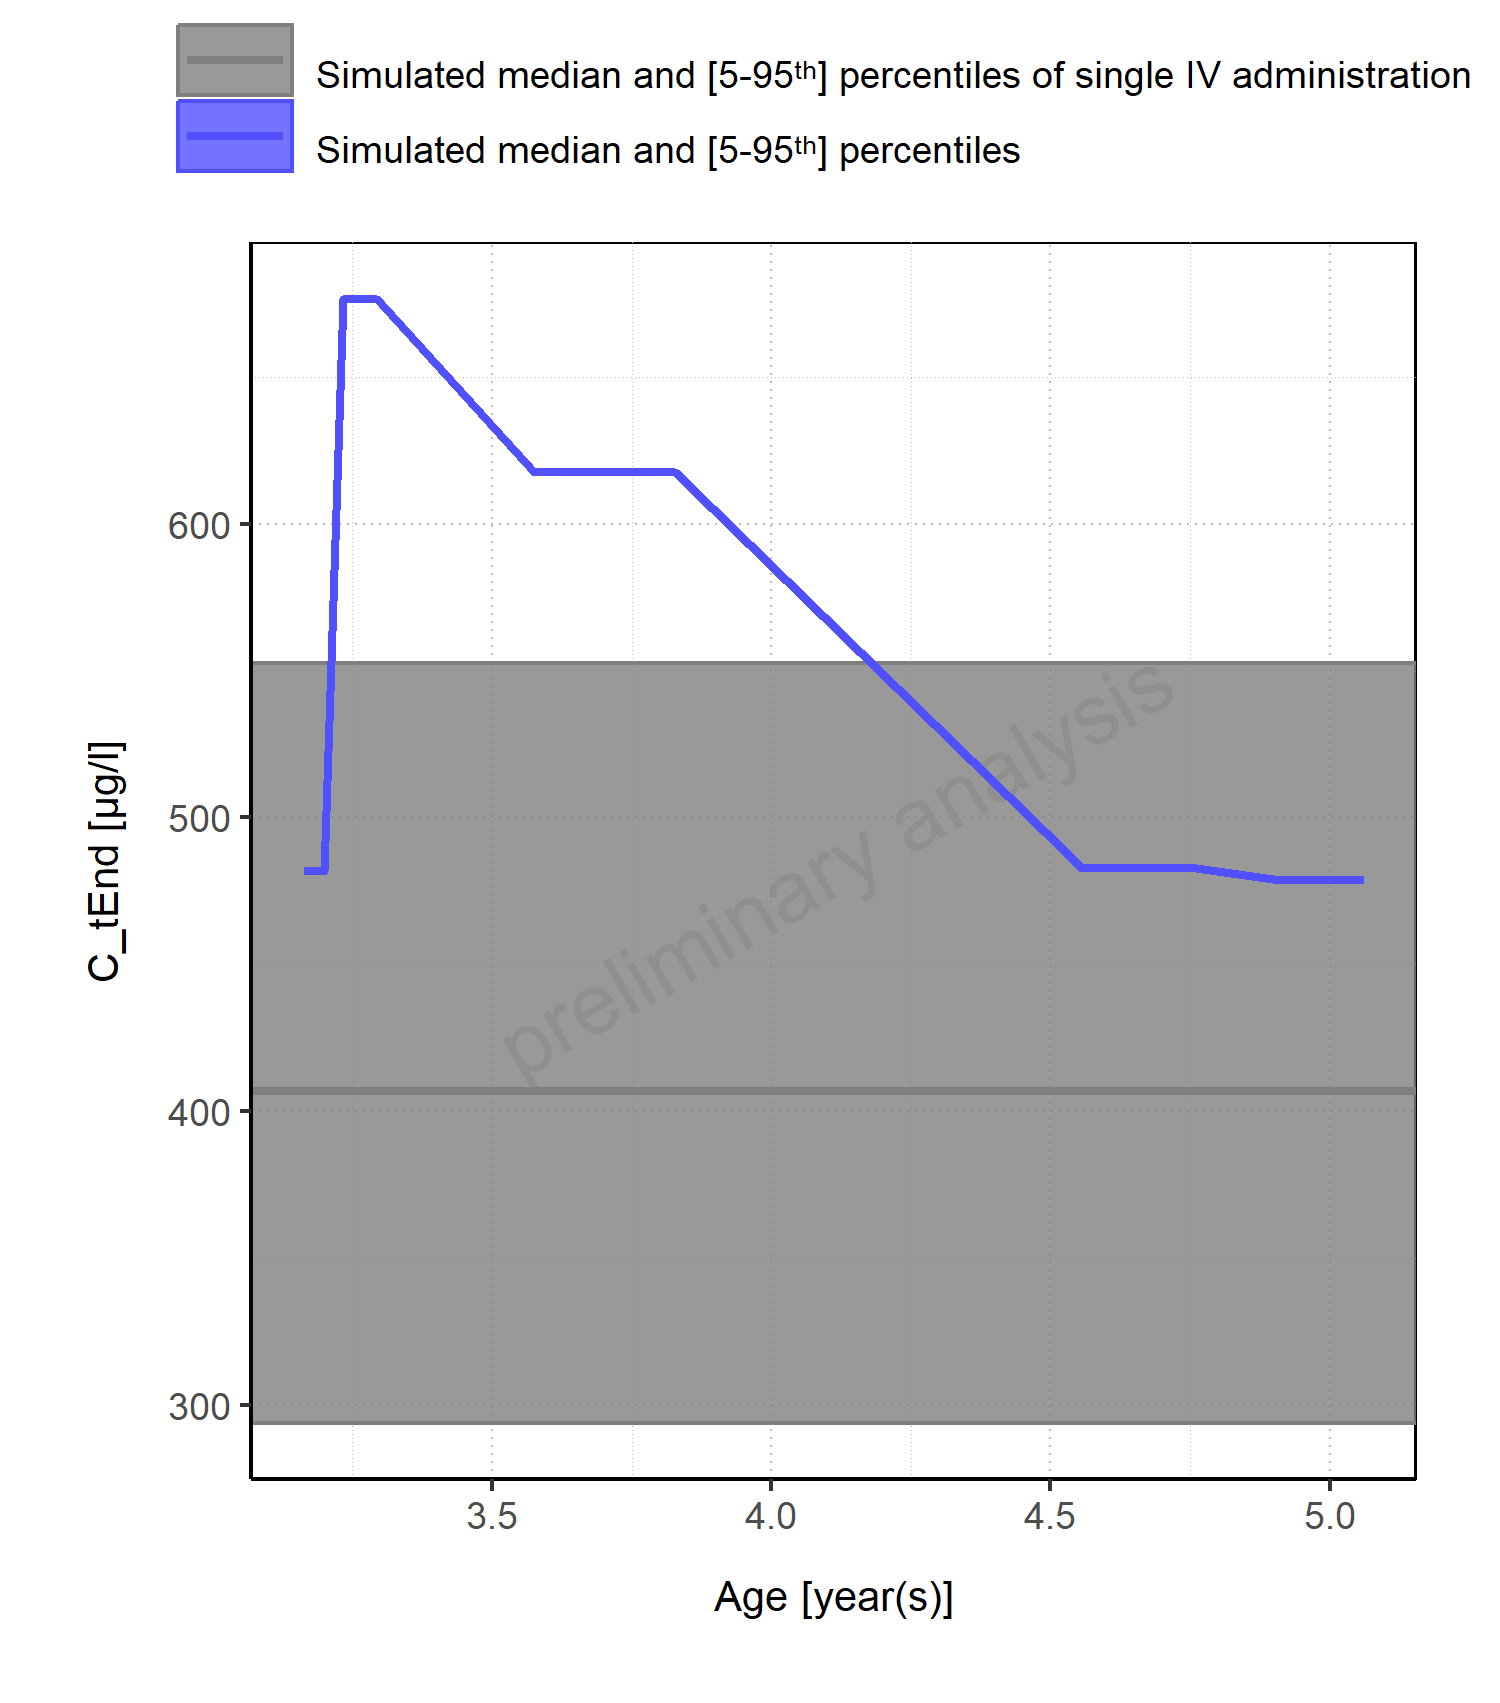 Simulated median and [5-95th] percentiles of single IV administration
Simulated median and [5-95th] percentiles
600
500
400
300
C_tEnd [µg/l]
preliminary analysis
3.5 4.0 4.5 5.0
Age [year(s)]